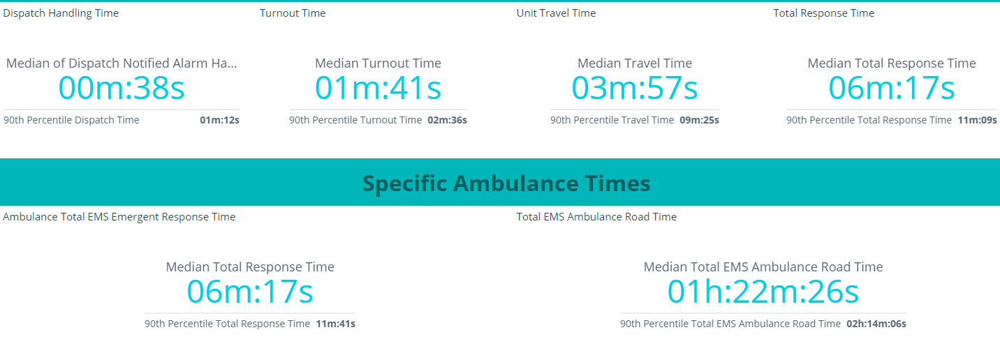 Dispatch Handling Time
Turnout Time
Unit Travel Time
Total Response Time
Median of Dispatch Notified Alarm Ha...
00m:38s
90th Percentile Dispatch Time 01m:12s
Median Turnout Time
01m:41s
90th Percentile Turnout Time 02m:36s
Median Travel Time
03m:57s
90th Percentile Travel Time 09m:25s
Median Total Response Time
06m:17s
90th Percentile Total Response Time 11m:09s
Specific Ambulance Times
Ambulance Total EMS Emergent Response Time
Median Total Response Time
06m:17s
90th Percentile Total Response Time 11m:41s
Total EMS Ambulance Road Time
Median Total EMS Ambulance Road Time
01h:22m:26s
90th Percentile Total EMS Ambulance Road Time 02h:14m:06s